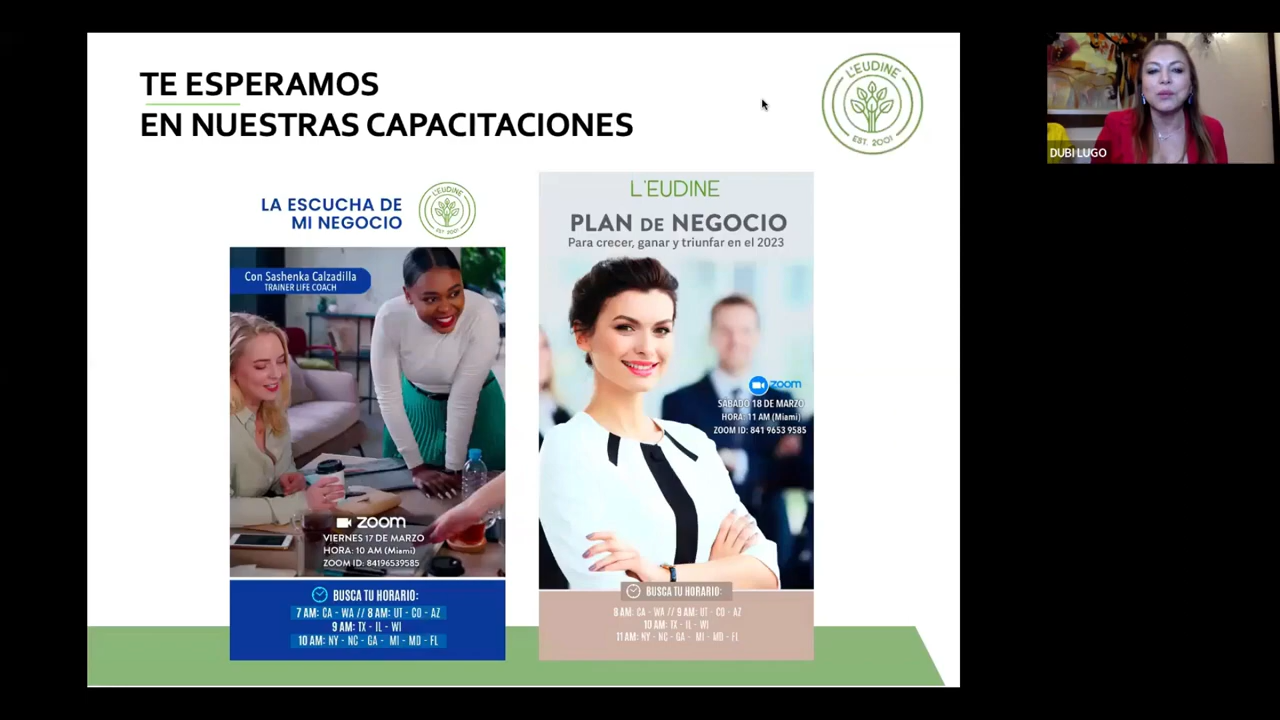 TE ESPERAMOS
EN NUESTRAS CAPACITACIONES
L'EUDINE
EST. 2001
DUBI LUGO
LA ESCUCHA DE
MI NEGOCIO
L'EUDINE
EST. 2001
Con Sashenka Calzadilla
TRAINER LIFE COACH
zoom
VIERNES 17 DE MARZO
HORA: 10 AM (Miami)
ZOOM ID: 84196539585
BUSCA TU HORARIO:
7 AM: CA - WA // 8 AM: UT - CO - AZ
9 AM: TX - IL - WI
10 AM: NY - NC - GA - MI - MD - FL
L'EUDINE
PLAN DE NEGOCIO
Para crecer, ganar y triunfar en el 2023
zoom
SABADO 18 DE MARZO
HORA: 11 AM (Miami)
ZOOM ID: 841 9653 9585
BUSCA TU HORARIO:
8 AM: CA - WA // 9 AM: UT - CO - AZ
10 AM: TX - IL - WI
11 AM: NY - NC - GA - MI - MD - FL